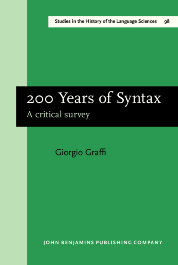 Studies in the History of the Language Sciences 98
200 Years of Syntax
A critical survey
Giorgio Graffi
JOHN BENJAMINS PUBLISHING COMPANY